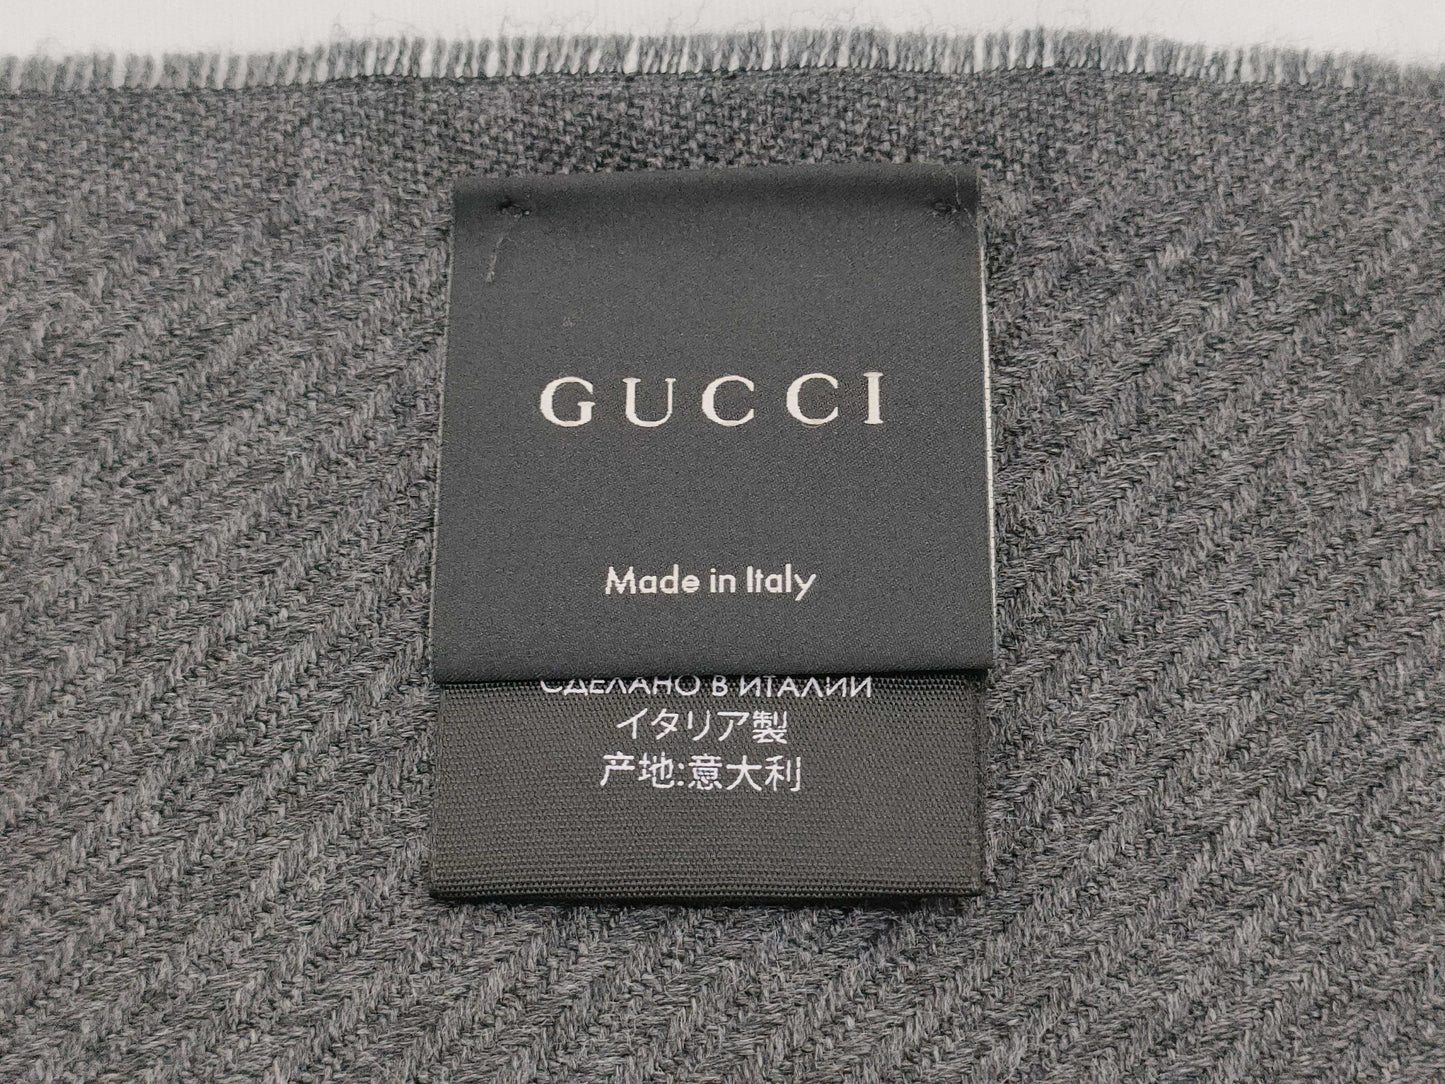 GUCCI
Made in Italy
СДЕЛАНО В ИТАЛИИ
イタリア製
产地:意大利